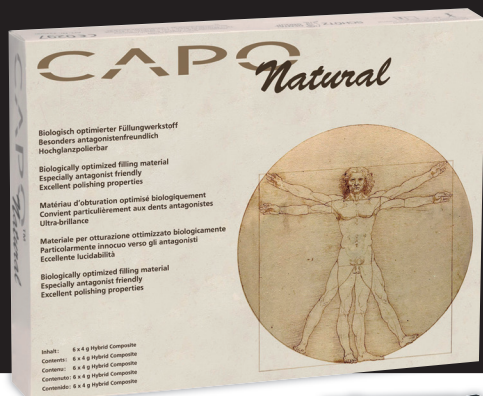 CAPO
Natural
Biologisch optimierter Füllungwerkstoff
Besonders antagonistenfreundlich
Hochglanzpolierbar
Biologically optimized filling material
Especially antagonist friendly
Excellent polishing properties
Matériau d'obturation optimisé biologiquement
Convient particulièrement aux dents antagonistes
Ultra-brillance
Materiale per otturazione ottimizzato biologicamente
Particolarmente innocuo verso gli antagonisti
Eccellente lucidabilità
Biologically optimized filling material
Especially antagonist friendly
Excellent polishing properties
Inhalt: 6 x 4 g Hybrid Composite
Contents: 6 x 4 g Hybrid Composite
Contenu: 6 x 4 g Hybrid Composite
Contenuto: 6 x 4 g Hybrid Composite
Contenido: 6 x 4 g Hybrid Composite
CAPO
Natural